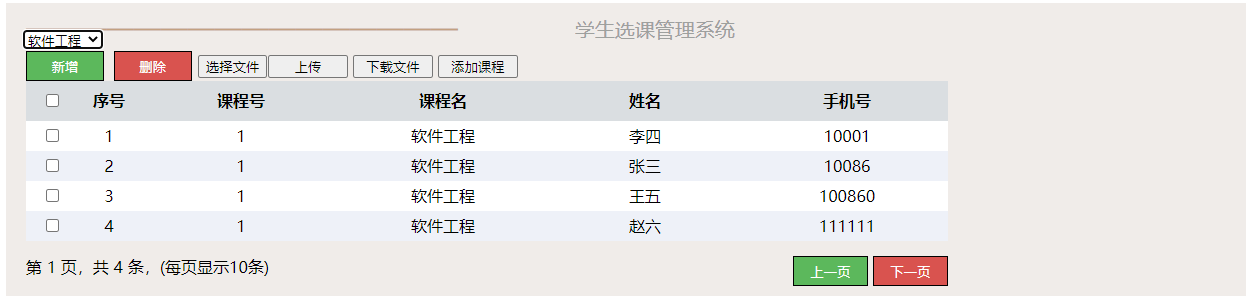 学生选课管理系统
软件工程
新增 删除 选择文件 上传 下载文件 添加课程
序号 课程号 课程名 姓名 手机号
1 1 软件工程 李四 10001
2 1 软件工程 张三 10086
3 1 软件工程 王五 100860
4 1 软件工程 赵六 111111
第 1 页，共 4 条，(每页显示10条) 上一页 下一页